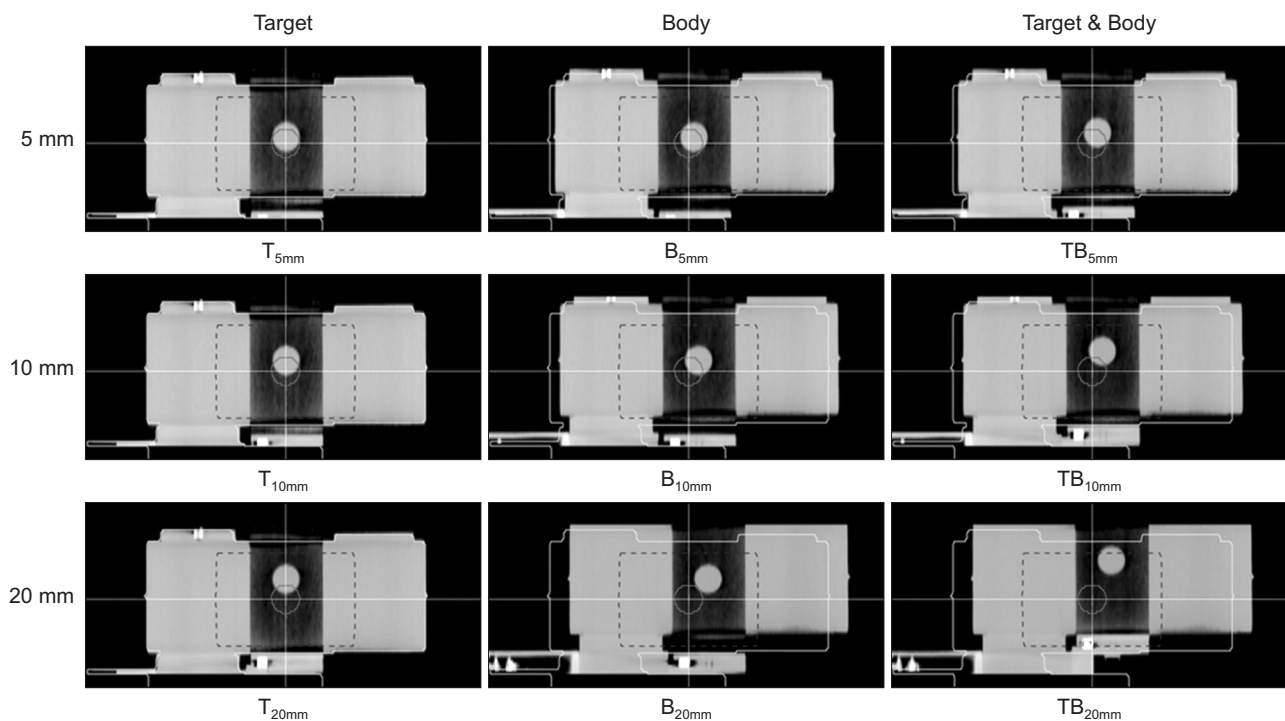 Target Body Target & Body
5 mm
T5mm B5mm TB5mm
10 mm
T10mm B10mm TB10mm
20 mm
T20mm B20mm TB20mm